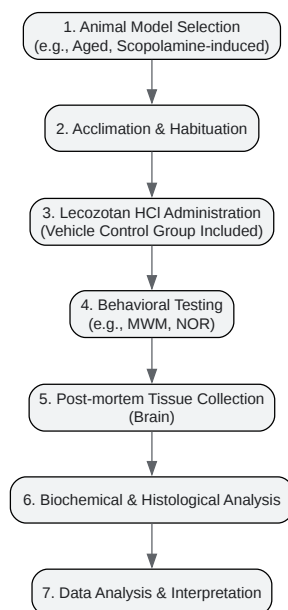 1. Animal Model Selection
(e.g., Aged, Scopolamine-induced)
2. Acclimation & Habituation
3. Lecozotan HCl Administration
(Vehicle Control Group Included)
4. Behavioral Testing
(e.g., MWM, NOR)
5. Post-mortem Tissue Collection
(Brain)
6. Biochemical & Histological Analysis
7. Data Analysis & Interpretation